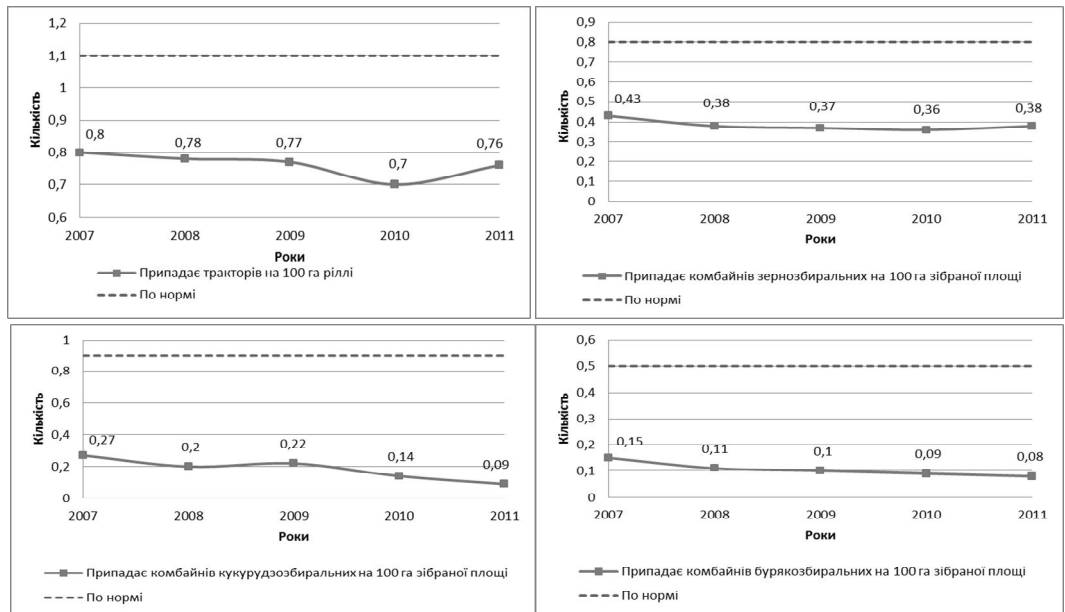 1,2
1,1
1
0,9
0,8
0,7
0,6
Кількість
0,8
0,78
0,77
0,7
0,76
2007 2008 2009 2010 2011
Роки
Припадає тракторів на 100 га ріллі
По нормі
0,9
0,8
0,7
0,6
0,5
0,4
0,3
0,2
0,1
0
Кількість
0,43
0,38
0,37
0,36
0,38
2007 2008 2009 2010 2011
Роки
Припадає комбайнів зернозбиральних на 100 га зібраної площі
По нормі
1
0,8
0,6
0,4
0,2
0
Кількість
0,27
0,2
0,22
0,14
0,09
2007 2008 2009 2010 2011
Роки
Припадає комбайнів кукурудзозбиральних на 100 га зібраної площі
По нормі
0,6
0,5
0,4
0,3
0,2
0,1
0
Кількість
0,15
0,11
0,1
0,09
0,08
2007 2008 2009 2010 2011
Роки
Припадає комбайнів бурякозбиральних на 100 га зібраної площі
По нормі